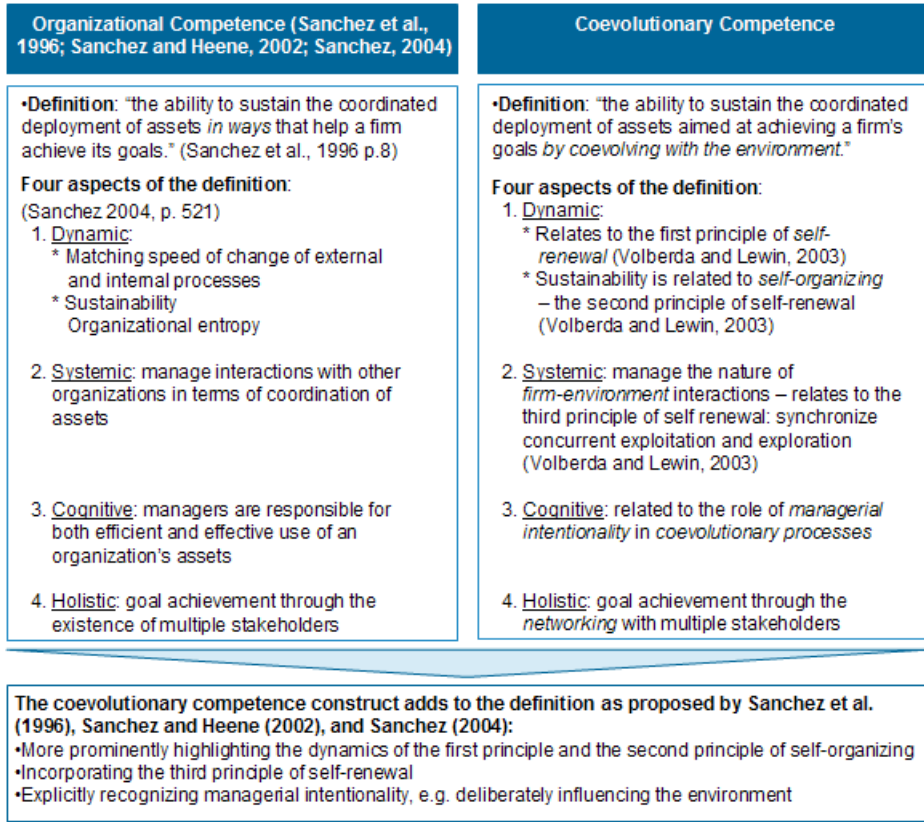 Organizational Competence (Sanchez et al.,
1996; Sanchez and Heene, 2002; Sanchez, 2004)
•Definition: “the ability to sustain the coordinated
deployment of assets in ways that help a firm
achieve its goals.” (Sanchez et al., 1996 p.8)
Four aspects of the definition:
(Sanchez 2004, p. 521)
1. Dynamic:
* Matching speed of change of external
and internal processes
* Sustainability
Organizational entropy
2. Systemic: manage interactions with other
organizations in terms of coordination of
assets
3. Cognitive: managers are responsible for
both efficient and effective use of an
organization's assets
4. Holistic: goal achievement through the
existence of multiple stakeholders
Coevolutionary Competence
•Definition: “the ability to sustain the coordinated
deployment of assets aimed at achieving a firm's
goals by coevolving with the environment.”
Four aspects of the definition:
1. Dynamic:
* Relates to the first principle of self-
renewal (Volberda and Lewin, 2003)
* Sustainability is related to self-organizing
– the second principle of self-renewal
(Volberda and Lewin, 2003)
2. Systemic: manage the nature of
firm-environment interactions – relates to the
third principle of self renewal: synchronize
concurrent exploitation and exploration
(Volberda and Lewin, 2003)
3. Cognitive: related to the role of managerial
intentionality in coevolutionary processes
4. Holistic: goal achievement through the
networking with multiple stakeholders
The coevolutionary competence construct adds to the definition as proposed by Sanchez et al.
(1996), Sanchez and Heene (2002), and Sanchez (2004):
•More prominently highlighting the dynamics of the first principle and the second principle of self-organizing
•Incorporating the third principle of self-renewal
•Explicitly recognizing managerial intentionality, e.g. deliberately influencing the environment